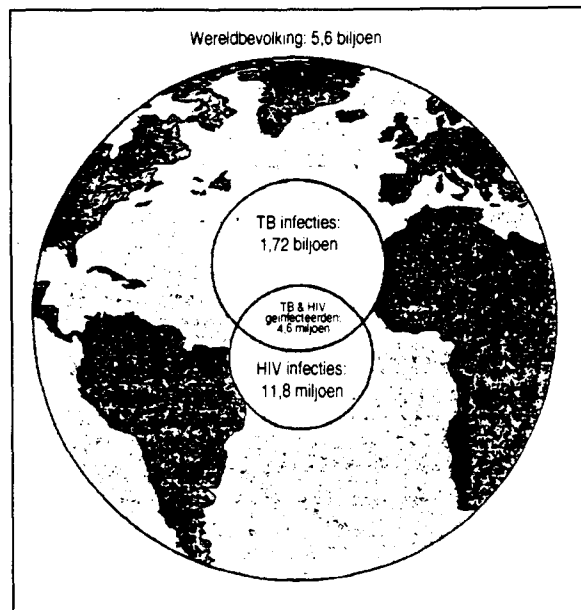 Wereldbevolking: 5,6 biljoen
TB infecties:
1,72 biljoen
TB & HIV
geïnfecteerden:
4,6 miljoen
HIV infecties:
11,8 miljoen